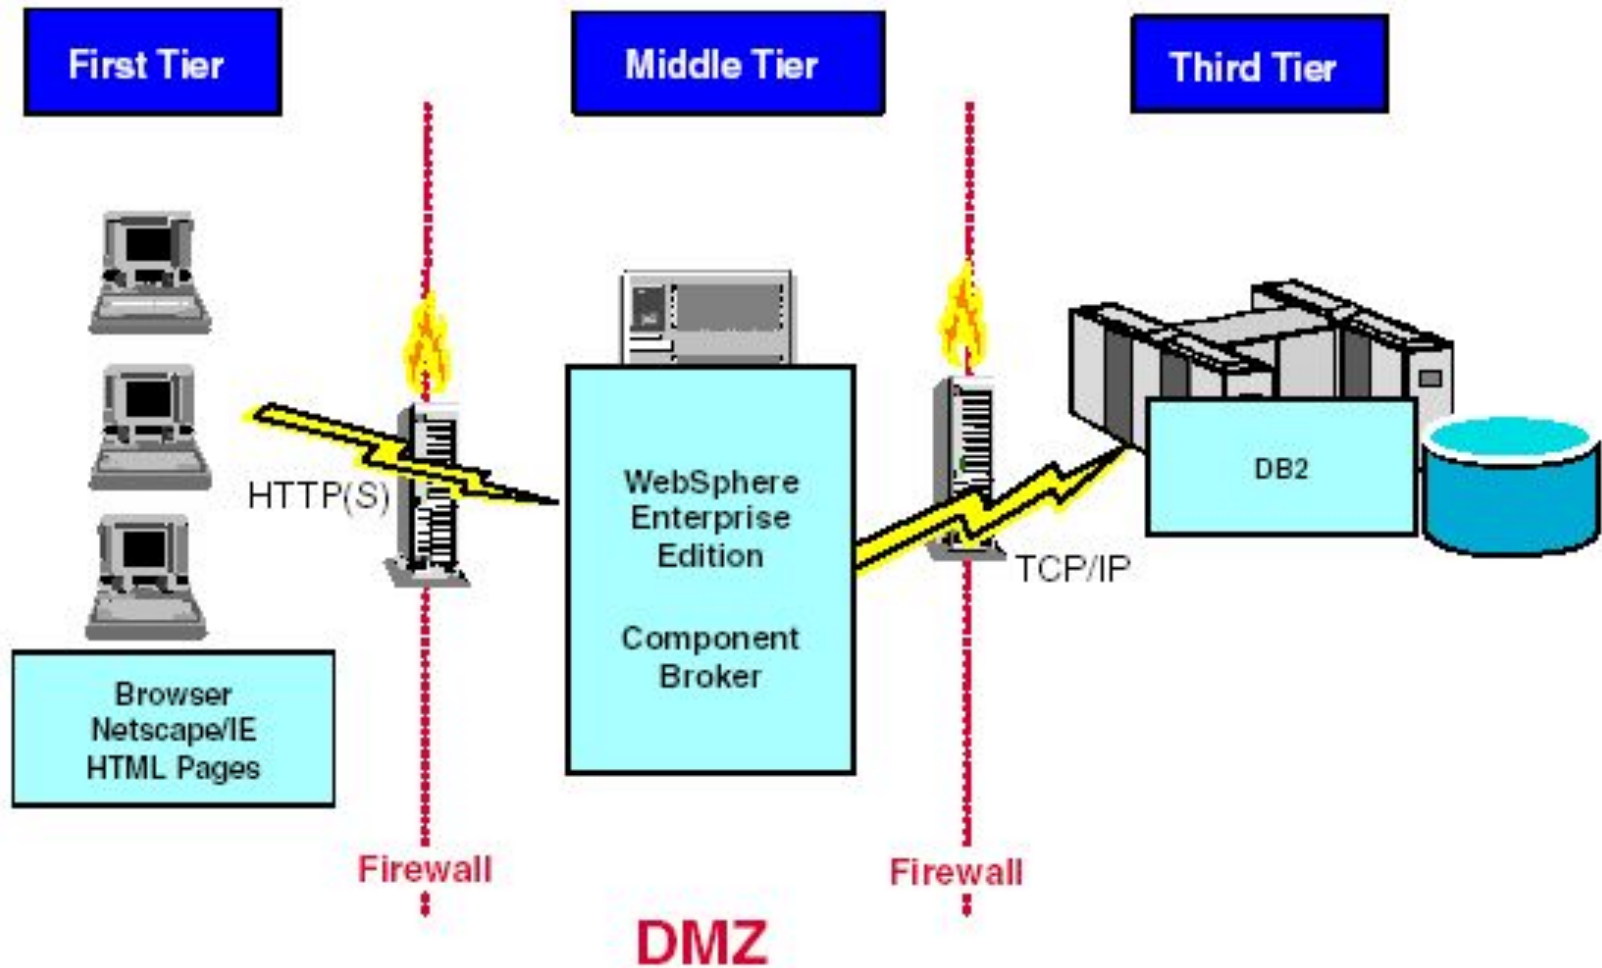 First Tier
Middle Tier
Third Tier
HTTP(S)
WebSphere
Enterprise
Edition
Component
Broker
TCP/IP
DB2
Browser
Netscape/IE
HTML Pages
Firewall
Firewall
DMZ